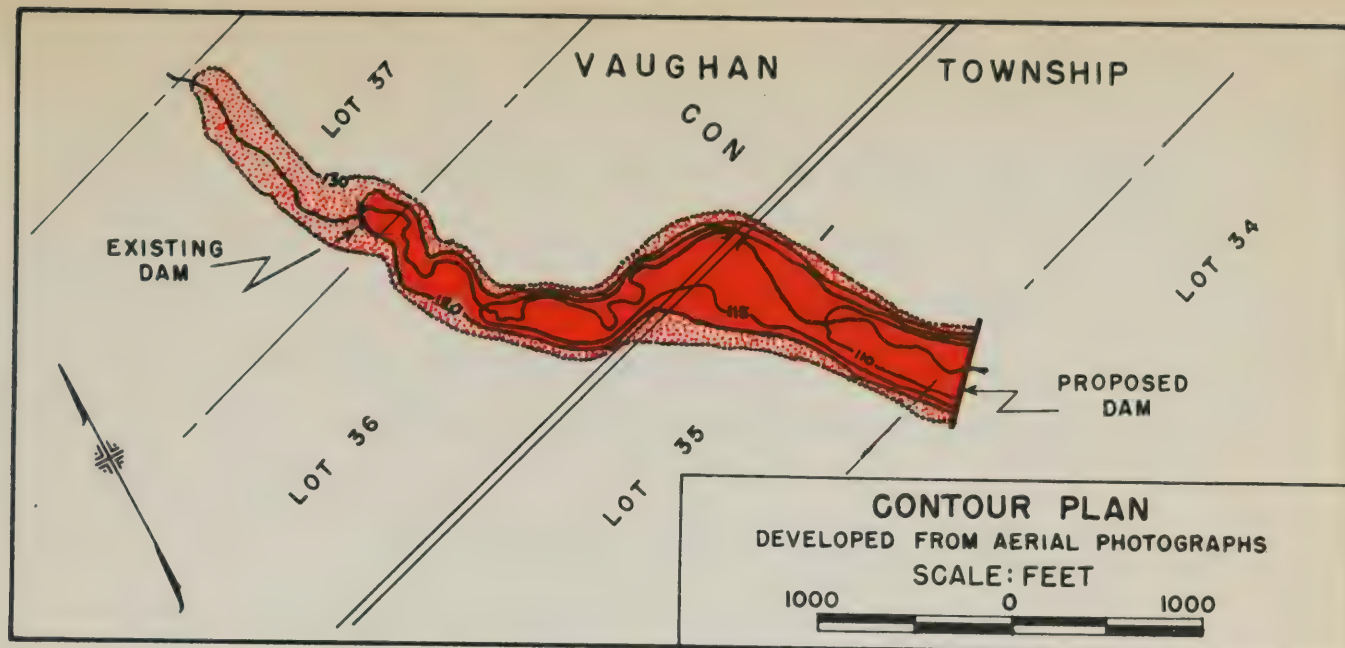 VAUGHAN TOWNSHIP
CON I
LOT 37
130
EXISTING
DAM
120
115
110
LOT 34
PROPOSED
DAM
LOT 36
LOT 35
CONTOUR PLAN
DEVELOPED FROM AERIAL PHOTOGRAPHS
SCALE: FEET
1000 0 1000